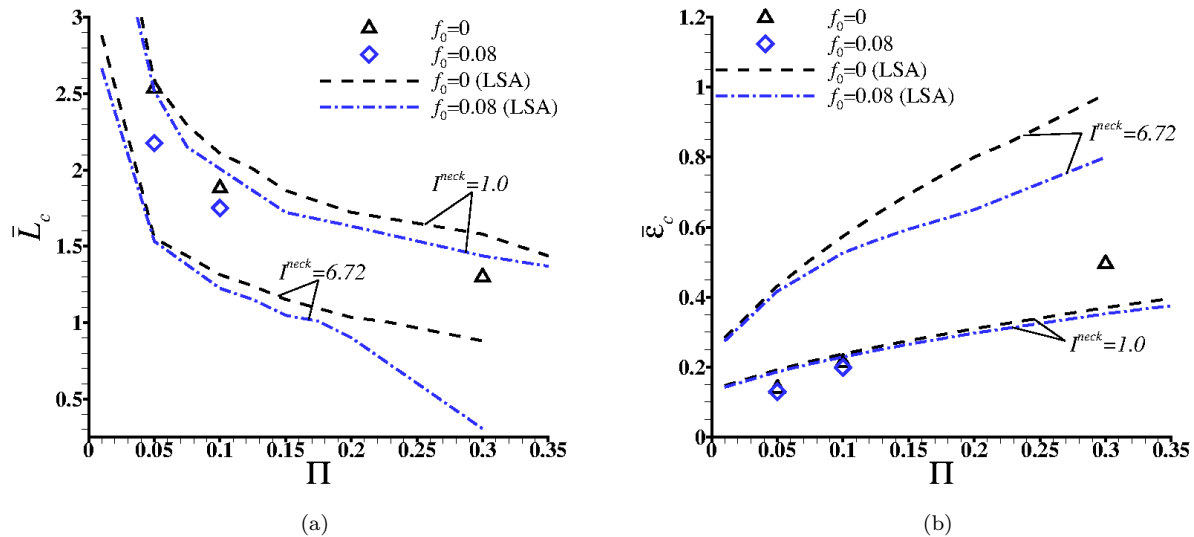 3
2.5
2
1.5
1
0.5
0
0.05
0.1
0.15
0.2
0.25
0.3
0.35
L̄c
Π
f0=0
f0=0.08
f0=0 (LSA)
f0=0.08 (LSA)
I^neck=1.0
I^neck=6.72
(a)
1.2
1
0.8
0.6
0.4
0.2
0
0
0.05
0.1
0.15
0.2
0.25
0.3
0.35
ε̄c
Π
f0=0
f0=0.08
f0=0 (LSA)
f0=0.08 (LSA)
I^neck=6.72
I^neck=1.0
(b)